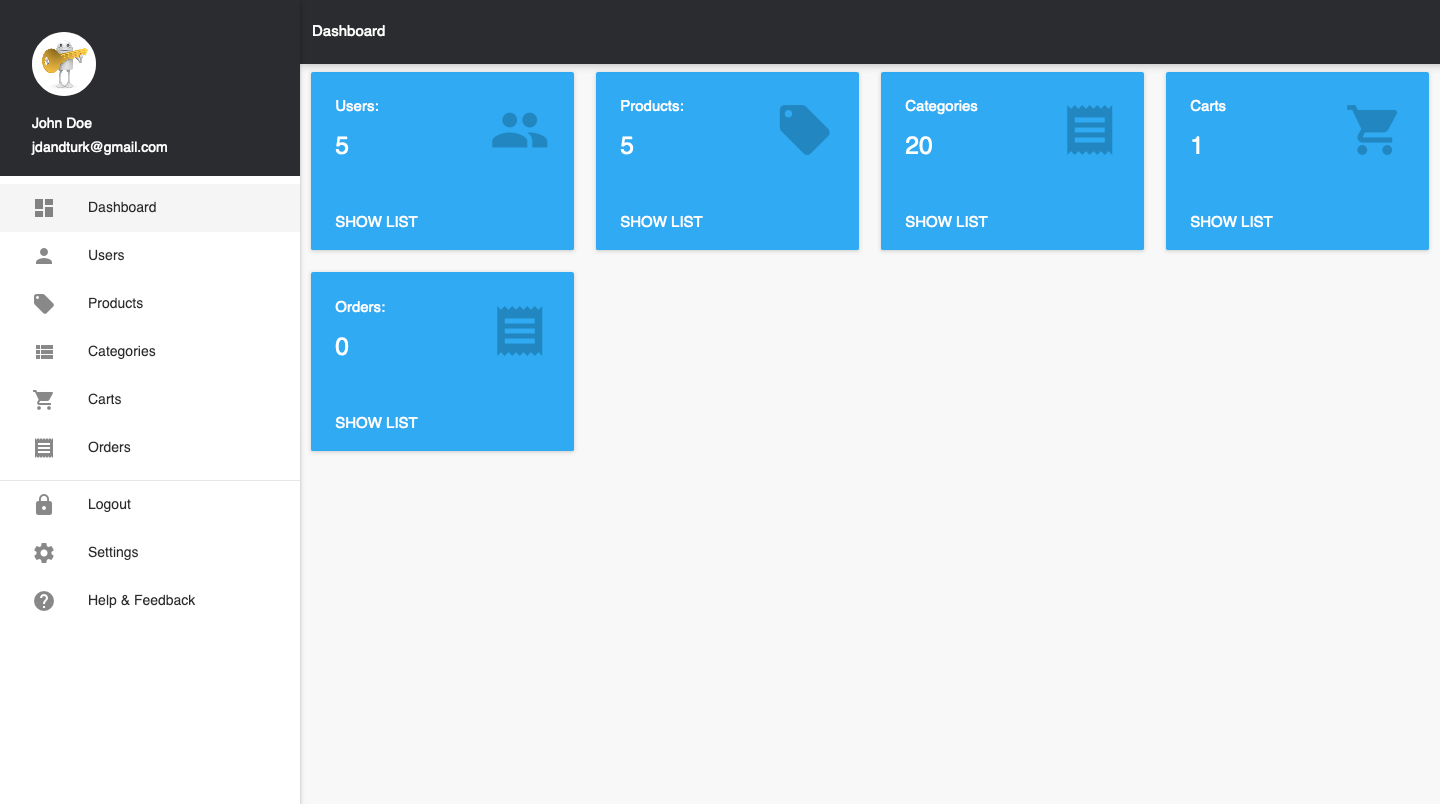 Dashboard
John Doe
jdandturk@gmail.com
Dashboard
Users
Products
Categories
Carts
Orders
Logout
Settings
Help & Feedback
Users:
5
SHOW LIST
Products:
5
SHOW LIST
Categories
20
SHOW LIST
Carts
1
SHOW LIST
Orders:
0
SHOW LIST